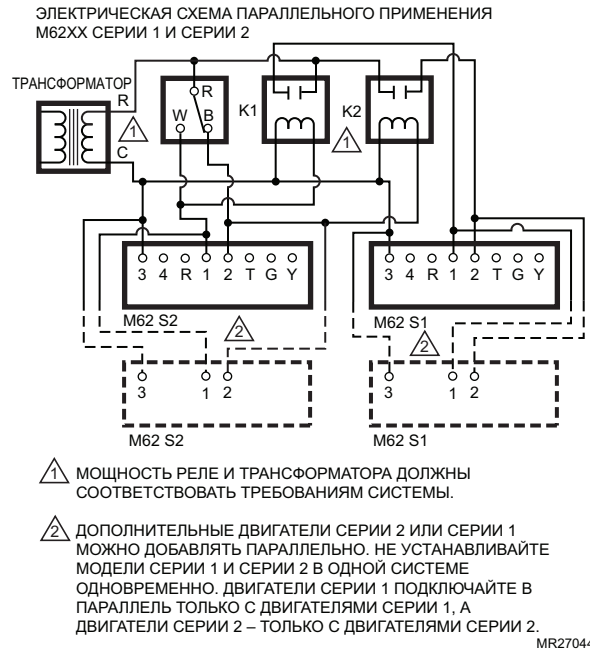 ЭЛЕКТРИЧЕСКАЯ СХЕМА ПАРАЛЛЕЛЬНОГО ПРИМЕНЕНИЯ
M62XX СЕРИИ 1 И СЕРИИ 2
ТРАНСФОРМАТОР
R
C
1
R
W B
K1
1
K2
3 4 R 1 2 T G Y
M62 S2
2
3 4 R 1 2 T G Y
M62 S1
2
3 1 2
M62 S2
3 1 2
M62 S1
1 МОЩНОСТЬ РЕЛЕ И ТРАНСФОРМАТОРА ДОЛЖНЫ
СООТВЕТСТВОВАТЬ ТРЕБОВАНИЯМ СИСТЕМЫ.
2 ДОПОЛНИТЕЛЬНЫЕ ДВИГАТЕЛИ СЕРИИ 2 ИЛИ СЕРИИ 1
МОЖНО ДОБАВЛЯТЬ ПАРАЛЛЕЛЬНО. НЕ УСТАНАВЛИВАЙТЕ
МОДЕЛИ СЕРИИ 1 И СЕРИИ 2 В ОДНОЙ СИСТЕМЕ
ОДНОВРЕМЕННО. ДВИГАТЕЛИ СЕРИИ 1 ПОДКЛЮЧАЙТЕ В
ПАРАЛЛЕЛЬ ТОЛЬКО С ДВИГАТЕЛЯМИ СЕРИИ 1, А
ДВИГАТЕЛИ СЕРИИ 2 – ТОЛЬКО С ДВИГАТЕЛЯМИ СЕРИИ 2.
MR27044